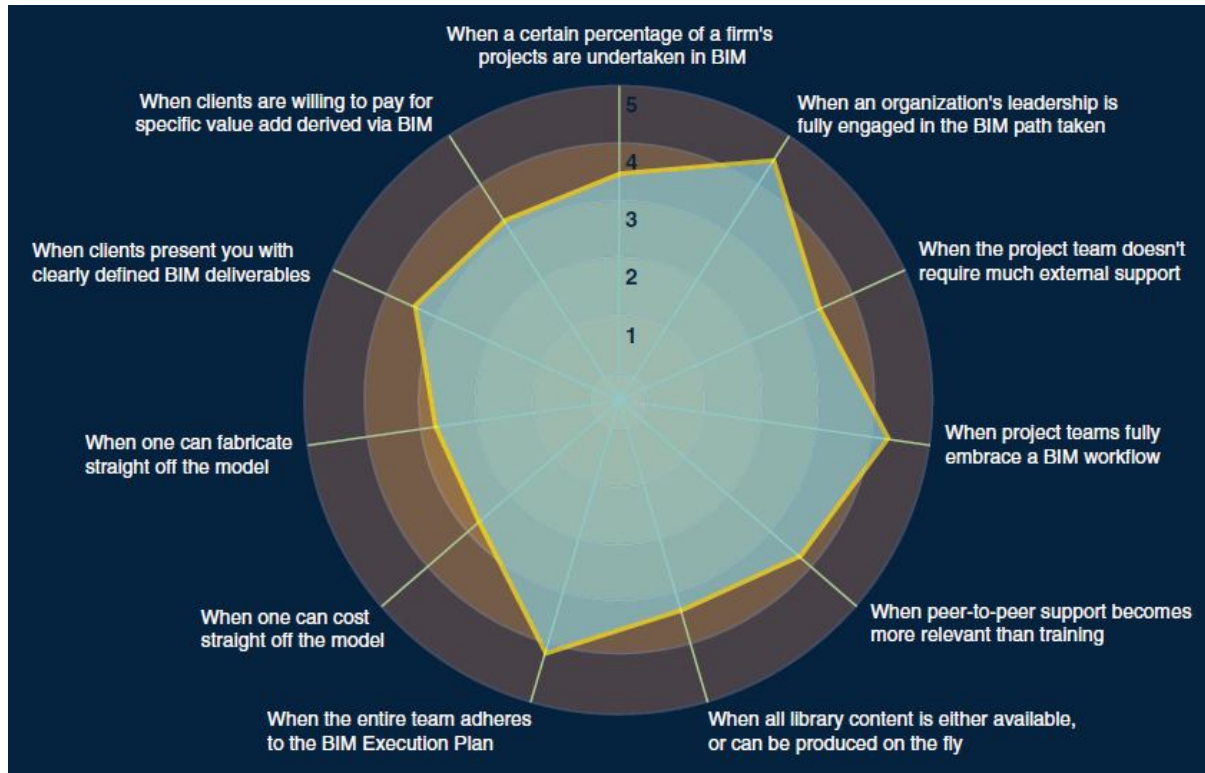 When a certain percentage of a firm's
projects are undertaken in BIM
When clients are willing to pay for
specific value add derived via BIM
When an organization's leadership is
fully engaged in the BIM path taken
When clients present you with
clearly defined BIM deliverables
When the project team doesn't
require much external support
5
4
3
2
1
When one can fabricate
straight off the model
When project teams fully
embrace a BIM workflow
When one can cost
straight off the model
When peer-to-peer support becomes
more relevant than training
When the entire team adheres
to the BIM Execution Plan
When all library content is either available,
or can be produced on the fly